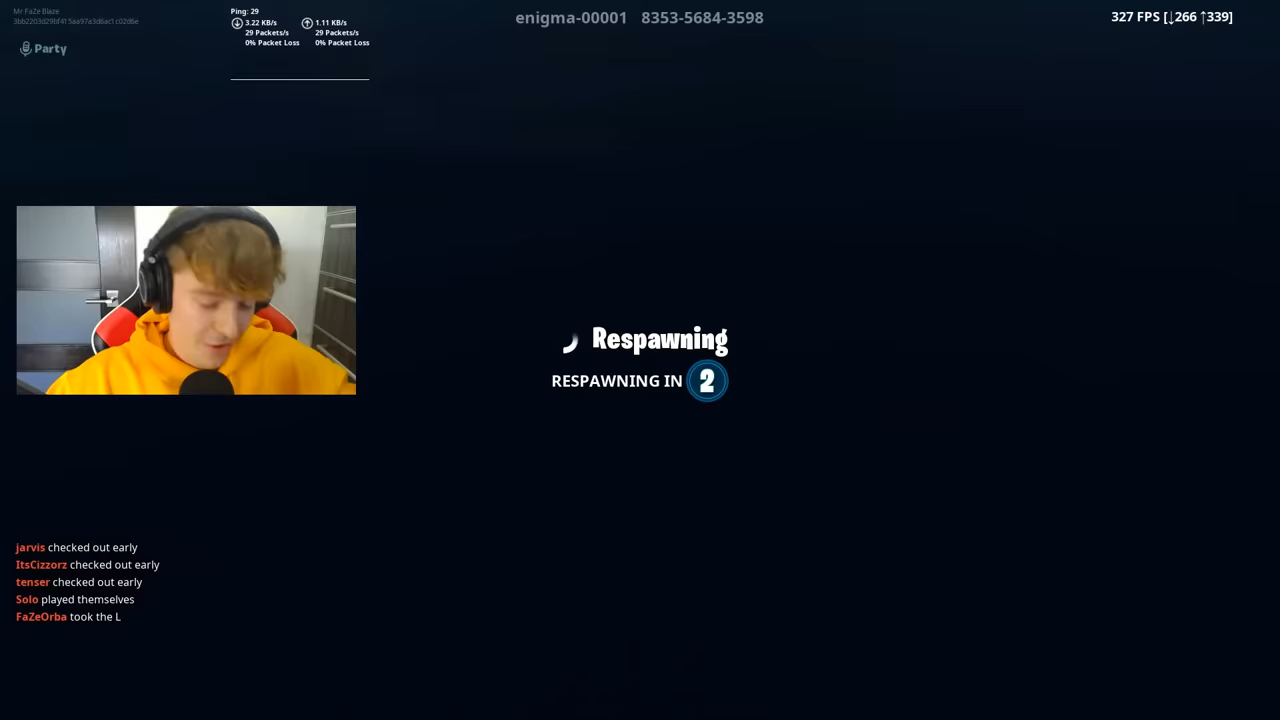 Mr FaZe Blaze
Party
Ping: 29
3.22 KB/s
1.11 KB/s
29 Packets/s
29 Packets/s
0% Packet Loss
0% Packet Loss
enigma-00001 8353-5684-3598
327 FPS [↓266 ↑339]
Respawning
RESPAWNING IN 2
jarvis checked out early
ItsCizzorz checked out early
tenser checked out early
Solo played themselves
FaZeOrba took the L